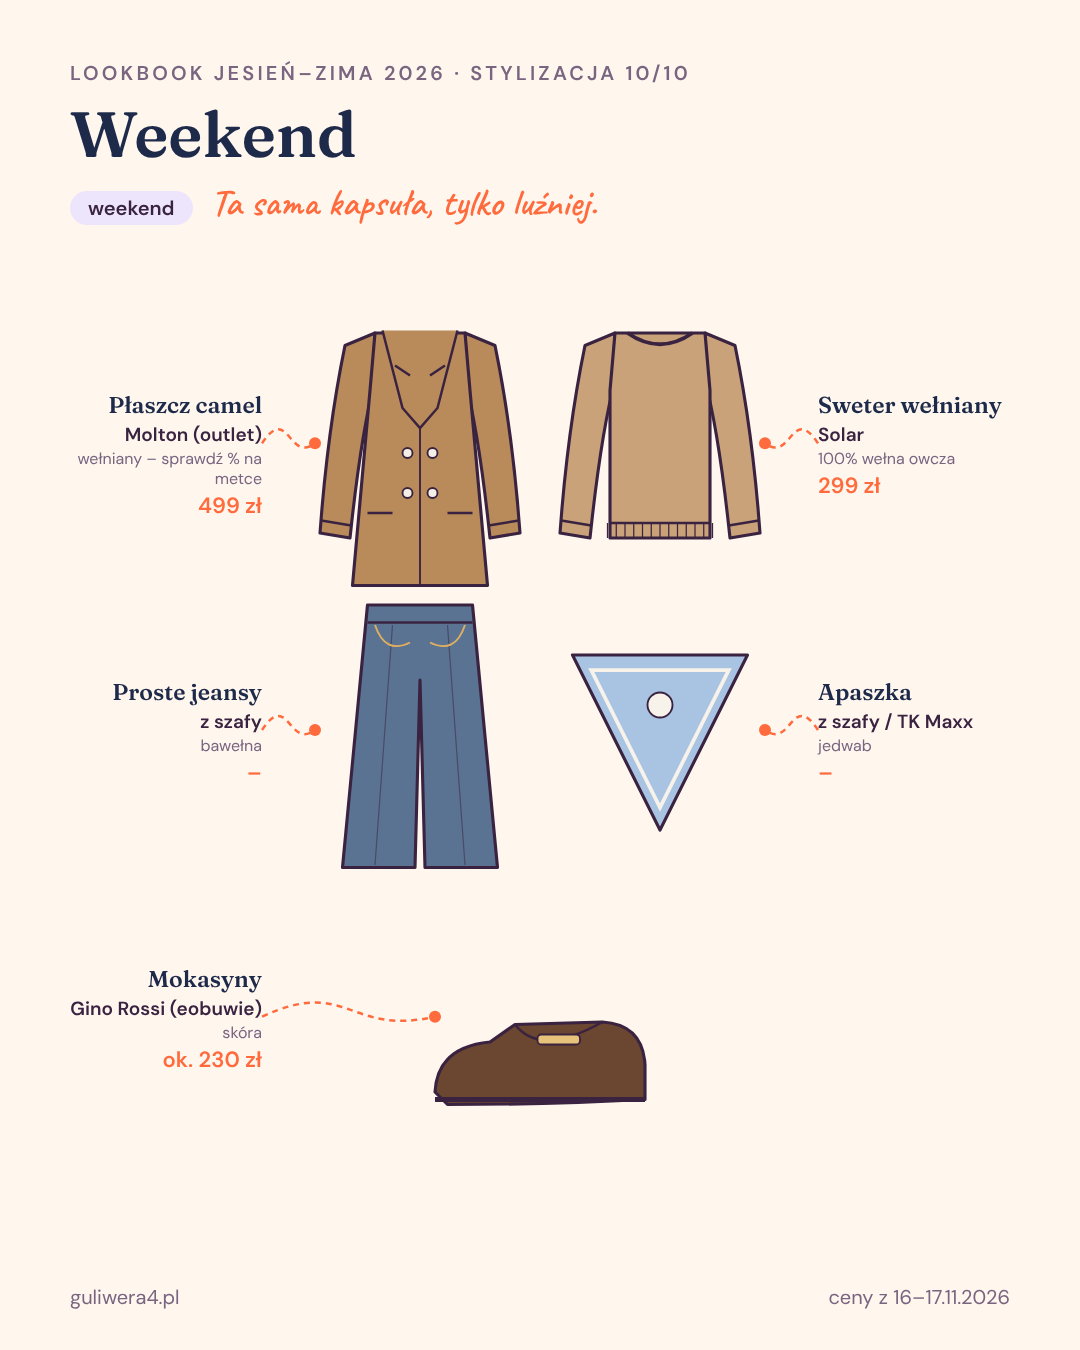 LOOKBOOK JESIEŃ–ZIMA 2026 · STYLIZACJA 10/10
Weekend
weekend
Ta sama kapsuła, tylko luźniej.
Płaszcz camel
Molton (outlet)
wełniany – sprawdź % na
metce
499 zł
Sweter wełniany
Solar
100% wełna owcza
299 zł
Proste jeansy
z szafy
bawełna
–
Apaszka
z szafy / TK Maxx
jedwab
–
Mokasyny
Gino Rossi (eobuwie)
skóra
ok. 230 zł
guliwera4.pl
ceny z 16–17.11.2026